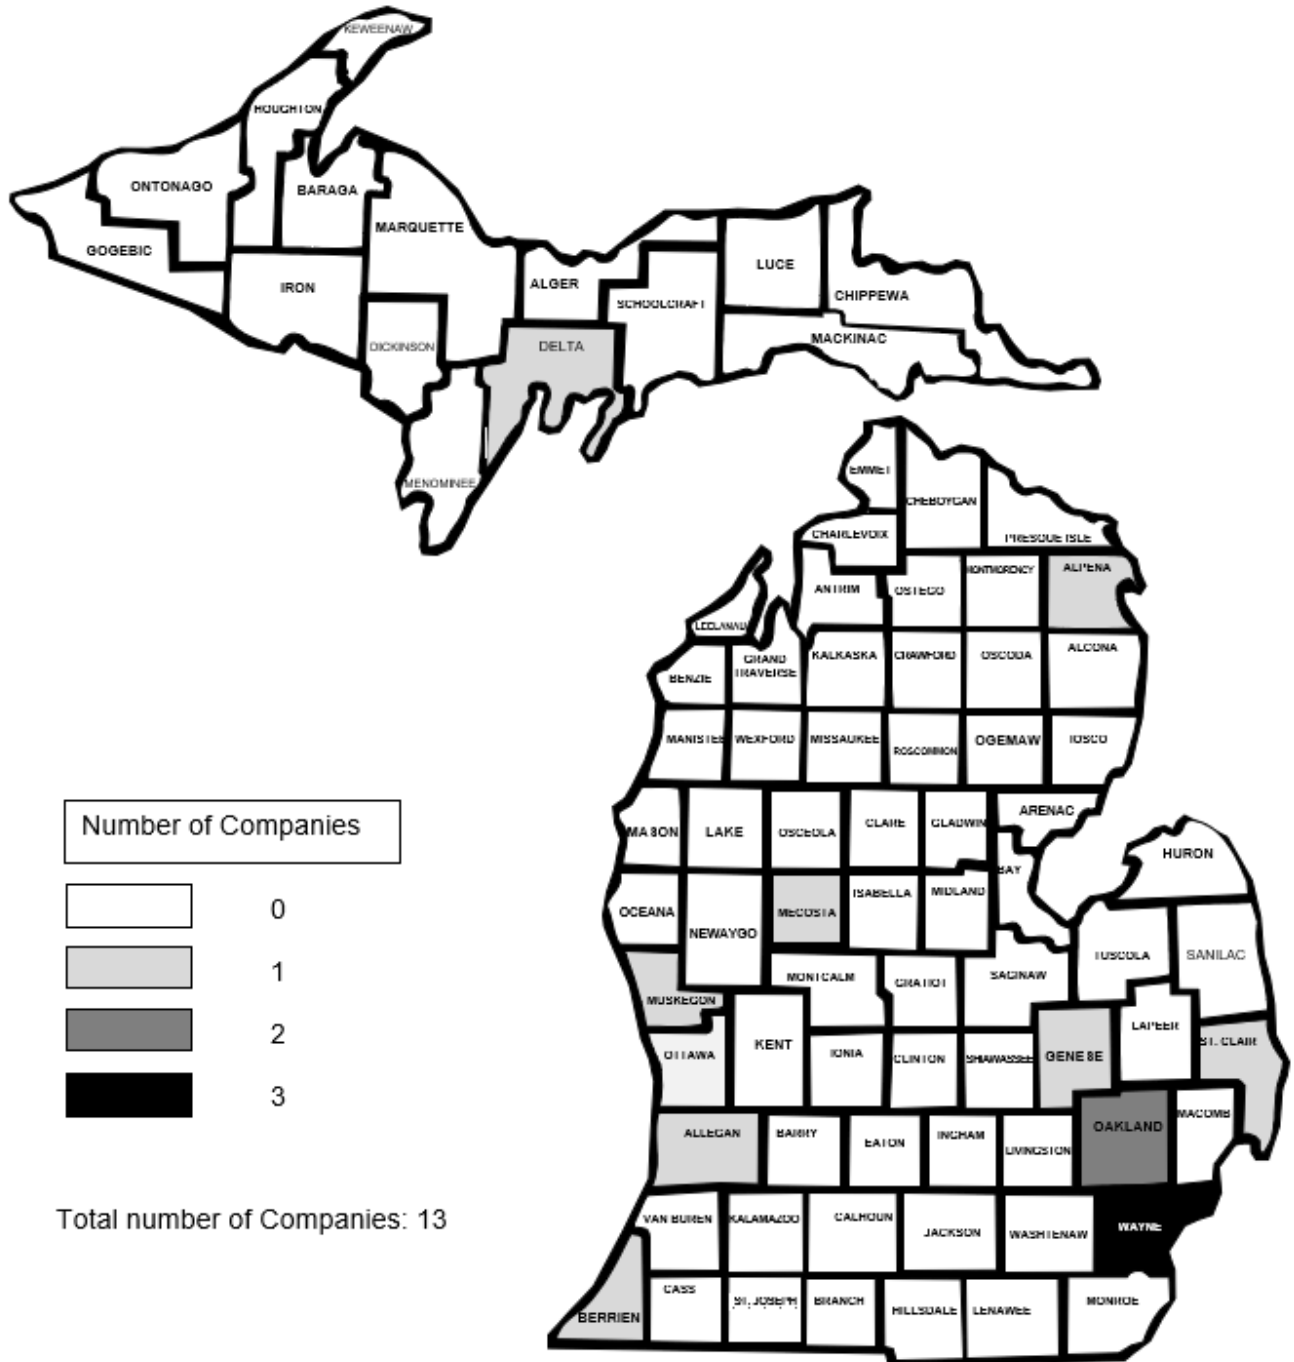 KEWEENAW
HOUGHTON
ONTONAGO
BARAGA
MARQUETTE
GOGEBIC
IRON
ALGER
LUCE
SCHOOLCRAFT
CHIPPEWA
DICKINSON
DELTA
MACKINAC
MENOMINEE
EMMET
CHEBOYGAN
CHARLEVOIX
PRESQUE ISLE
ANTRIM
OSTEGO
MONTMORENCY
ALPENA
LEELANAU
BENZIE
GRAND
TRAVERSE
KALKASKA
CRAWFORD
OSCODA
ALCONA
MANISTEE
WEXFORD
MISSAUKEE
ROSCOMMON
OGEMAW
IOSCO
Number of Companies
0
1
2
3
Total number of Companies: 13
MASON
LAKE
OSCEOLA
CLARE
GLADWIN
ARENAC
HURON
OCEANA
NEWAYGO
MECOSTA
ISABELLA
MIDLAND
BAY
TUSCOLA
SANILAC
MUSKEGON
MONTCALM
GRATIOT
SAGINAW
OTTAWA
KENT
IONIA
CLINTON
SHIAWASSEE
GENESE
LAPEER
ST. CLAIR
ALLEGAN
BARRY
EATON
INGHAM
LIVINGSTON
OAKLAND
MACOMB
VAN BUREN
KALAMAZOO
CALHOUN
JACKSON
WASHTENAW
WAYNE
BERRIEN
CASS
ST. JOSEPH
BRANCH
HILLSDALE
LENAWEE
MONROE